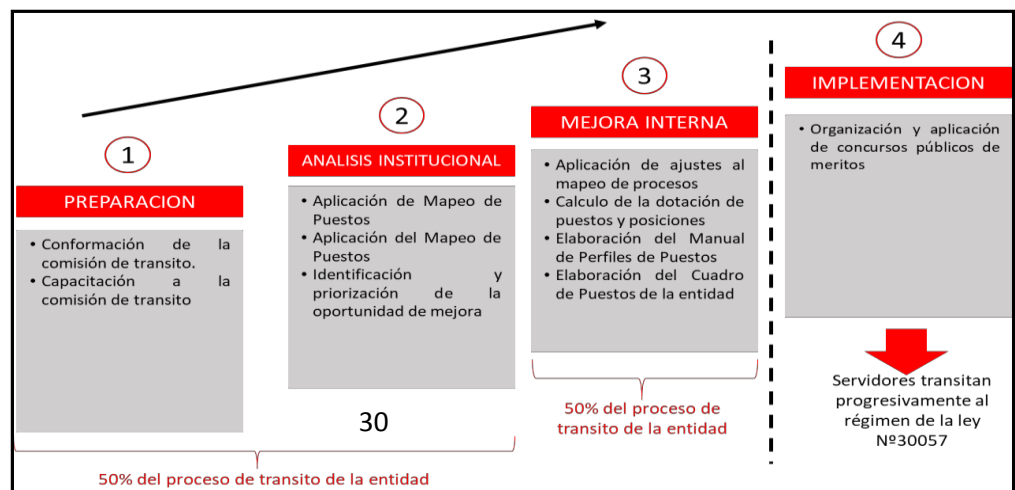 1
PREPARACION
• Conformación de la
comisión de transito.
• Capacitación a la
comisión de transito
2
ANALISIS INSTITUCIONAL
• Aplicación de Mapeo de
Puestos
• Aplicación del Mapeo de
Puestos
• Identificación y
priorización de la
oportunidad de mejora
30
50% del proceso de transito de la entidad
3
MEJORA INTERNA
• Aplicación de ajustes al
mapeo de procesos
• Calculo de la dotación de
puestos y posiciones
• Elaboración del Manual
de Perfiles de Puestos
• Elaboración del Cuadro
de Puestos de la entidad
50% del proceso de
transito de la entidad
4
IMPLEMENTACION
• Organización y aplicación
de concursos públicos de
meritos
Servidores transitan
progresivamente al
régimen de la ley
Nº30057